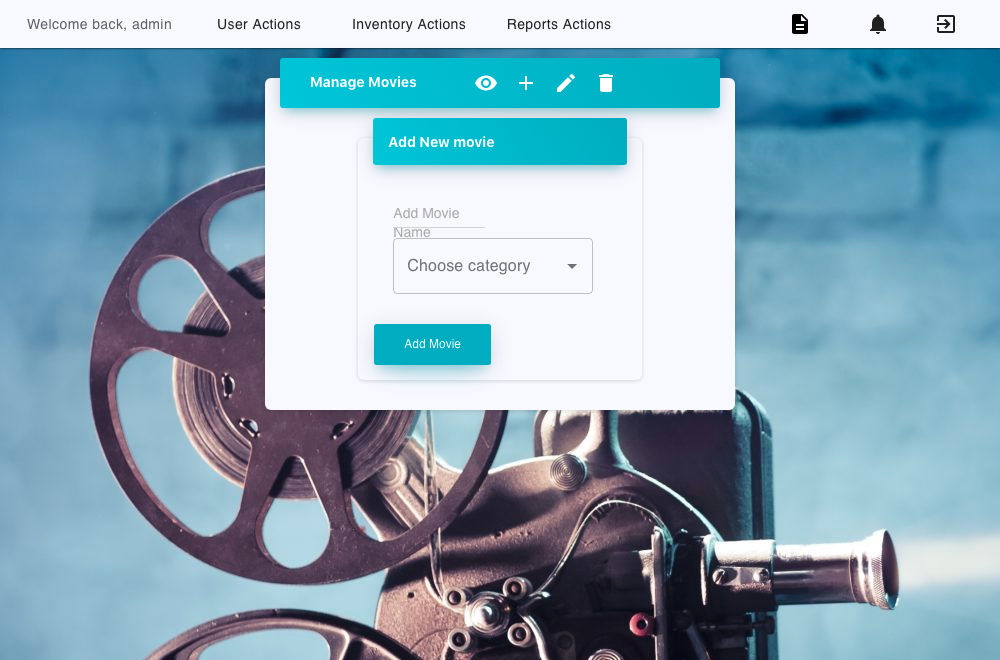 Welcome back, admin User Actions Inventory Actions Reports Actions
Manage Movies
Add New movie
Add Movie
Name
Choose category
Add Movie